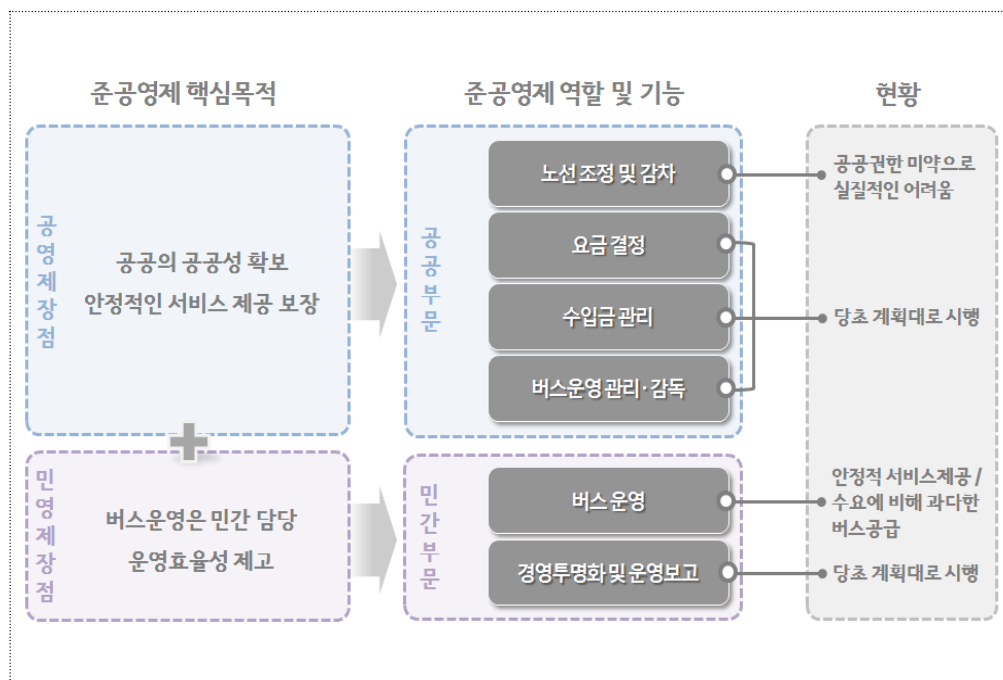 준공영제 핵심목적
준공영제 역할 및 기능
현황
공영제장점
공공의 공공성 확보
안정적인 서비스 제공 보장
공공부문
노선 조정 및 감차
요금 결정
수입금 관리
버스운영 관리·감독
공공권한 미약으로
실질적인 어려움
당초 계획대로 시행
민영제장점
버스운영은 민간 담당
운영효율성 제고
민간부문
버스 운영
경영투명화 및 운영보고
안정적 서비스제공 /
수요에 비해 과다한
버스공급
당초 계획대로 시행